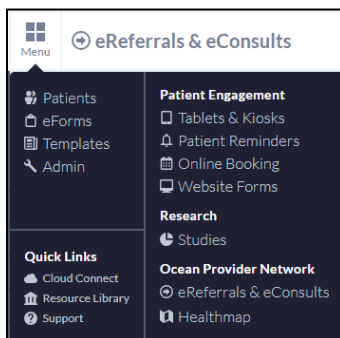 Menu
eReferrals & eConsults
Patients
eForms
Templates
Admin
Quick Links
Cloud Connect
Resource Library
Support
Patient Engagement
Tablets & Kiosks
Patient Reminders
Online Booking
Website Forms
Research
Studies
Ocean Provider Network
eReferrals & eConsults
Healthmap